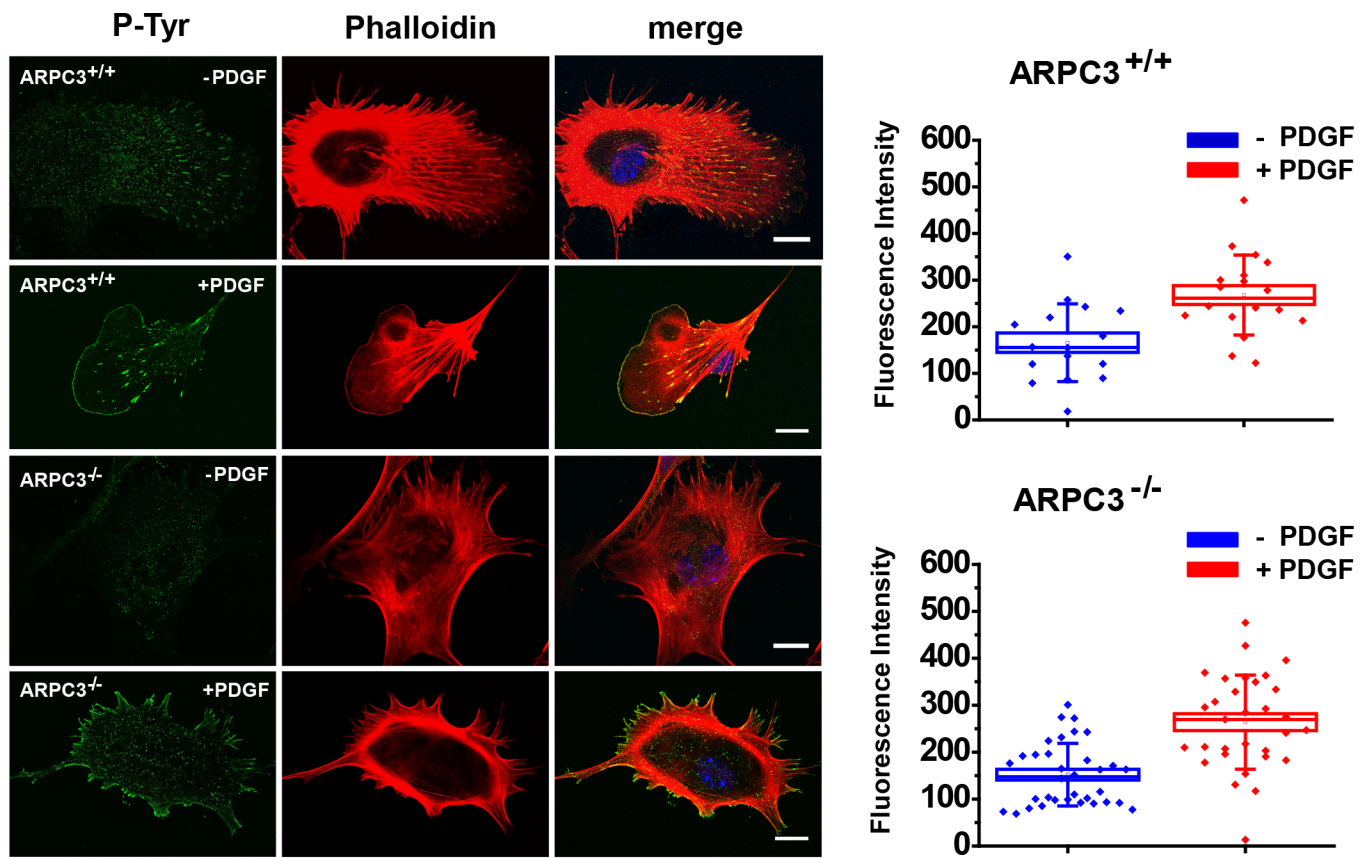 P-Tyr Phalloidin merge
ARPC3+/+ -PDGF
48%
ARPC3+/+ +PDGF
ARPC3-/- -PDGF
ARPC3-/- +PDGF
ARPC3 +/+
Fluorescence Intensity
600
500
400
300
200
100
0
- PDGF
+ PDGF
ARPC3 -/-
Fluorescence Intensity
600
500
400
300
200
100
0
- PDGF
+ PDGF